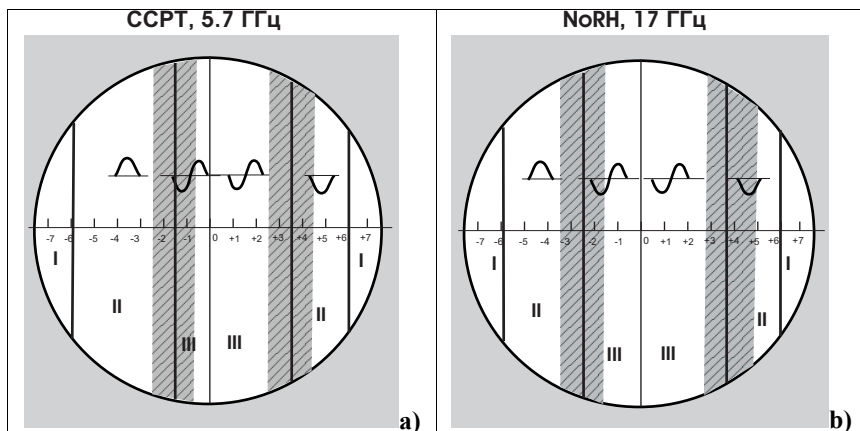 ССРТ, 5.7 ГГц
NoRH, 17 ГГц
-7 -6 -5 -4 -3 -2 -1 0 +1 +2 +3 +4 +5 +6 +7
I II III III II I
a)
-7 -6 -5 -4 -3 -2 -1 0 +1 +2 +3 +4 +5 +6 +7
I II III III II I
b)